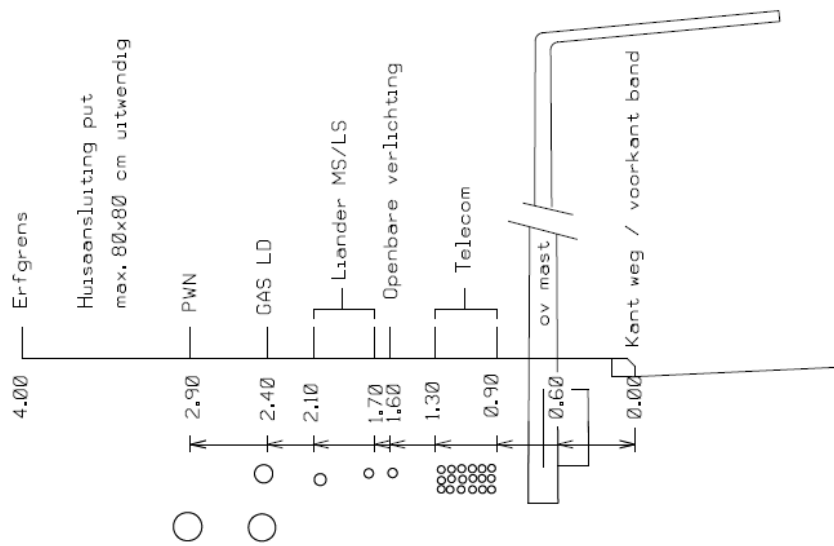 4.00
Erfgrens
Huisaansluiting put
max. 80x80 cm uitwendig
2.90
PWN
2.40
GAS LD
2.10
1.70
Liander MS/LS
1.60
Openbare verlichting
1.30
0.90
Telecom
0.60
ov mast
0.00
Kant weg / voorkant band